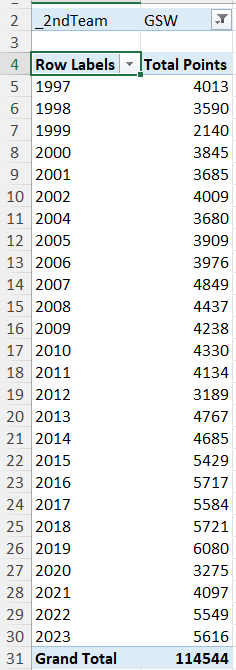 2 _2ndTeam GSW
3
4 Row Labels Total Points
5 1997 4013
6 1998 3590
7 1999 2140
8 2000 3845
9 2001 3685
10 2002 4009
11 2004 3680
12 2005 3909
13 2006 3976
14 2007 4849
15 2008 4437
16 2009 4238
17 2010 4330
18 2011 4134
19 2012 3189
20 2013 4767
21 2014 4685
22 2015 5429
23 2016 5717
24 2017 5584
25 2018 5721
26 2019 6080
27 2020 3275
28 2021 4097
29 2022 5549
30 2023 5616
31 Grand Total 114544